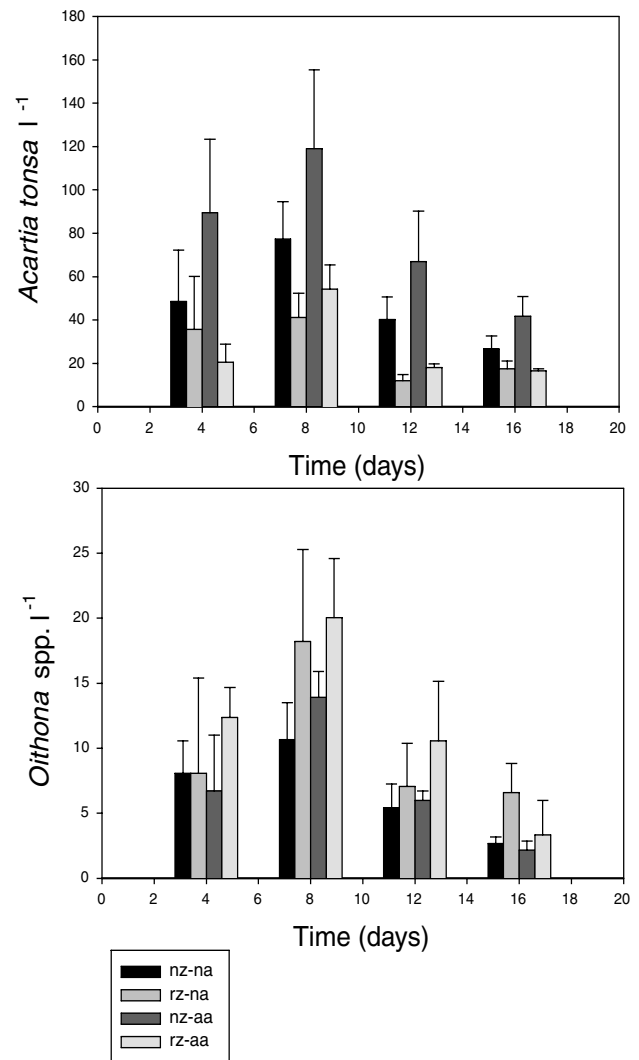 180
160
140
120
100
80
60
40
20
0
Acartia tonsa l -1
0 2 4 6 8 10 12 14 16 18 20
Time (days)
30
25
20
15
10
5
0
Oithona spp. l-1
0 2 4 6 8 10 12 14 16 18 20
Time (days)
nz-na
rz-na
nz-aa
rz-aa